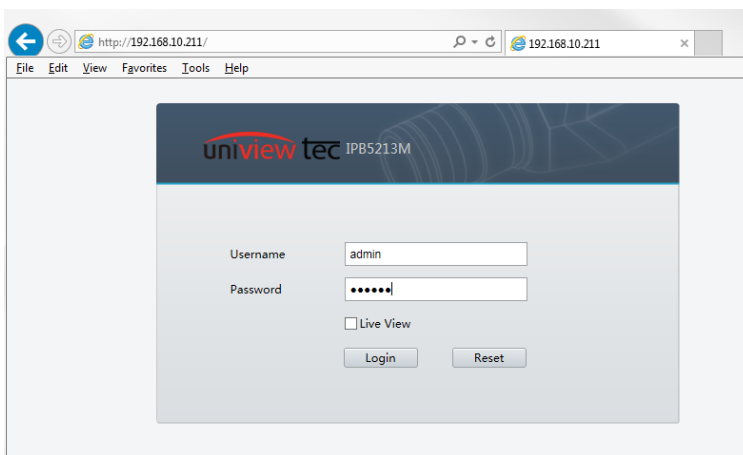 http://192.168.10.211/
192.168.10.211
File Edit View Favorites Tools Help
uniview tec IPB5213M
Username admin
Password ••••••
Live View
Login Reset